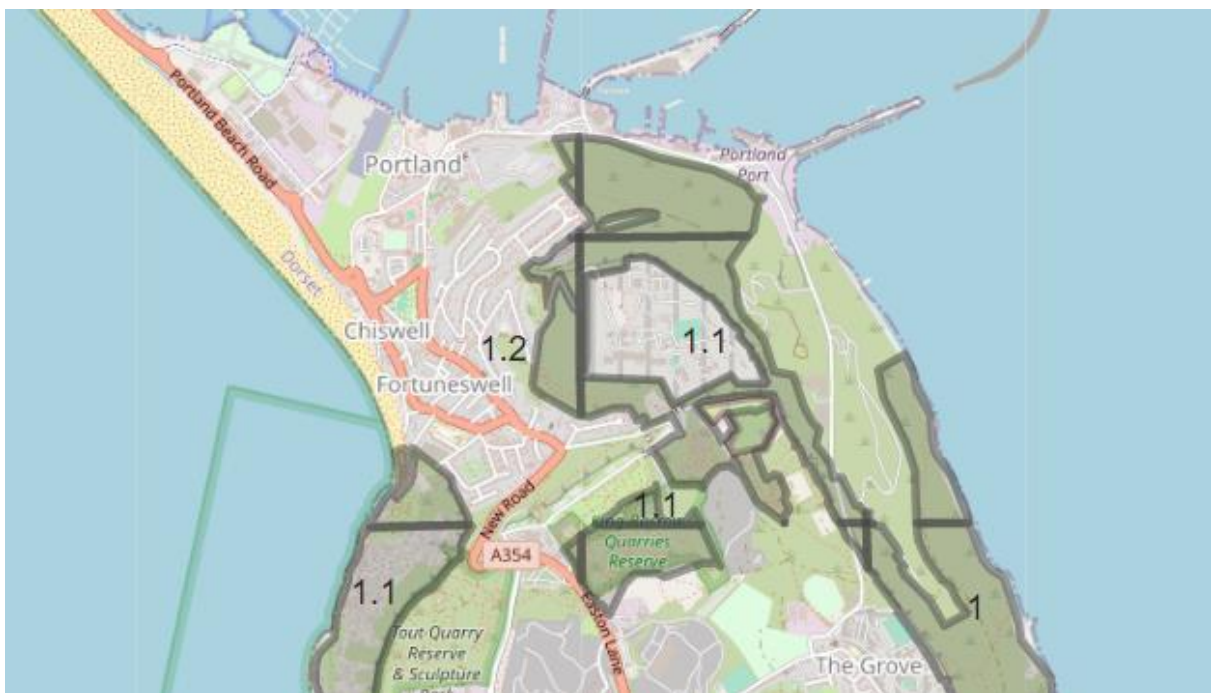 Portland Beach Road
Portland
Portland
Port
Dorset
Chiswell
1.2
1.1
Fortuneswell
New Road
1.1
Quarries
Reserve
A354
1.1
Easton Lane
1
Tout Quarry
Reserve
& Sculpture
The Grove